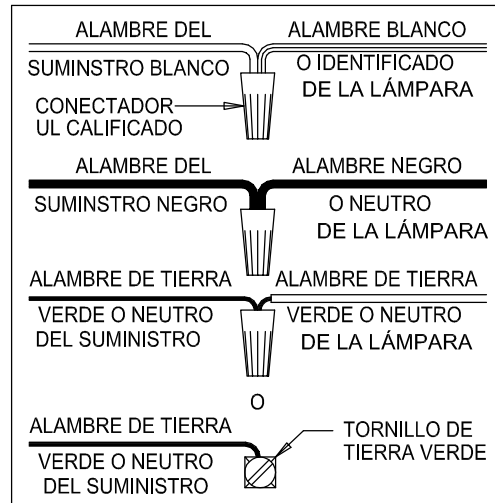 ALAMBRE DEL
SUMINSTRO BLANCO
ALAMBRE BLANCO
O IDENTIFICADO
DE LA LÁMPARA
CONECTADOR
UL CALIFICADO
ALAMBRE DEL
SUMINSTRO NEGRO
ALAMBRE NEGRO
O NEUTRO
DE LA LÁMPARA
ALAMBRE DE TIERRA
VERDE O NEUTRO
DEL SUMINISTRO
ALAMBRE DE TIERRA
VERDE O NEUTRO
DE LA LÁMPARA
O
ALAMBRE DE TIERRA
VERDE O NEUTRO
DEL SUMINISTRO
TORNILLO DE
TIERRA VERDE